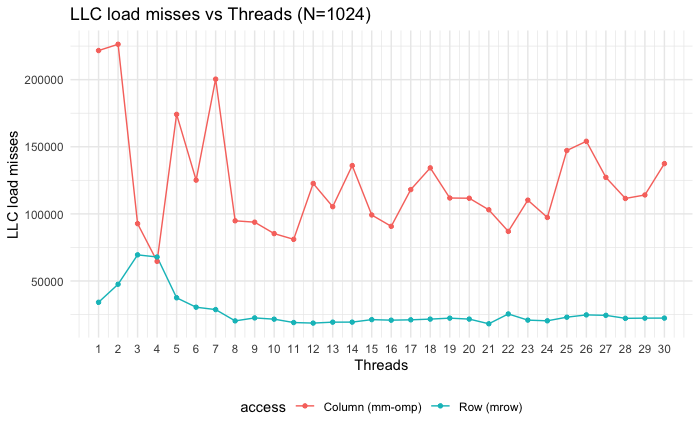 LLC load misses vs Threads (N=1024)
LLC load misses
200000
150000
100000
50000
1 2 3 4 5 6 7 8 9 10 11 12 13 14 15 16 17 18 19 20 21 22 23 24 25 26 27 28 29 30
Threads
access Column (mm-omp) Row (mrow)